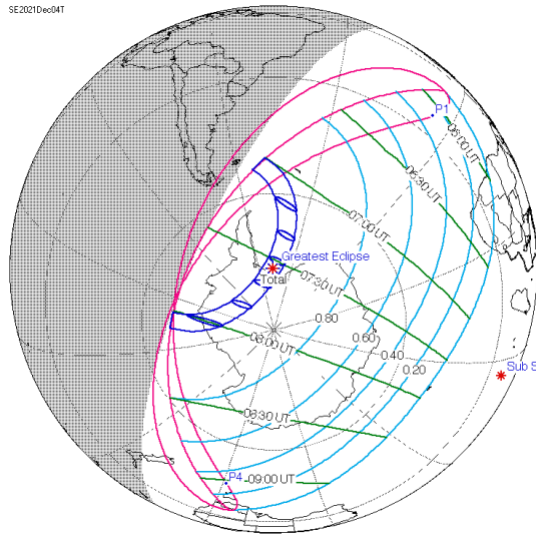 SE2021Dec04T
P1
06:00 UT
06:30 UT
07:00 UT
Greatest Eclipse
07:30 UT
Total
0.80
0.60
0.40
0.20
08:00 UT
Sub S
08:30 UT
P4
09:00 UT